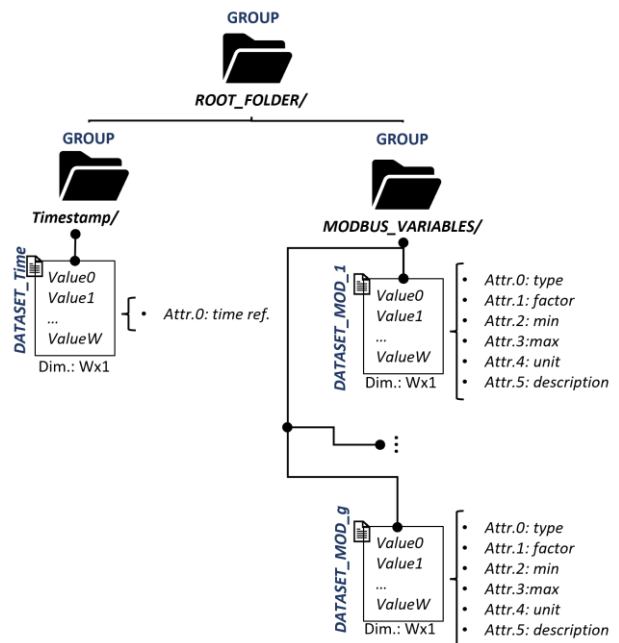 GROUP
ROOT_FOLDER/
GROUP
Timestamp/
DATASET_Time
Value0
Value1
...
ValueW
Dim.: Wx1
• Attr.0: time ref.
GROUP
MODBUS_VARIABLES/
DATASET_MOD_1
Value0
Value1
...
ValueW
Dim.: Wx1
• Attr.0: type
• Attr.1: factor
• Attr.2: min
• Attr.3:max
• Attr.4: unit
• Attr.5: description
⋮
DATASET_MOD_g
Value0
Value1
...
ValueW
Dim.: Wx1
• Attr.0: type
• Attr.1: factor
• Attr.2: min
• Attr.3:max
• Attr.4: unit
• Attr.5: description